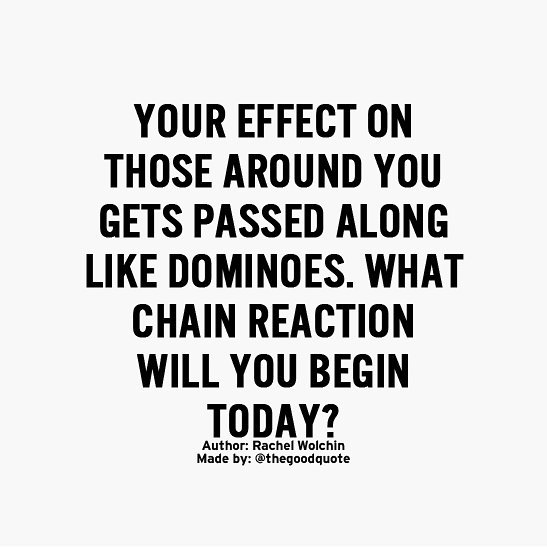 YOUR EFFECT ON
THOSE AROUND YOU
GETS PASSED ALONG
LIKE DOMINOES. WHAT
CHAIN REACTION
WILL YOU BEGIN
TODAY?
Author: Rachel Wolchin
Made by: @thegoodquote